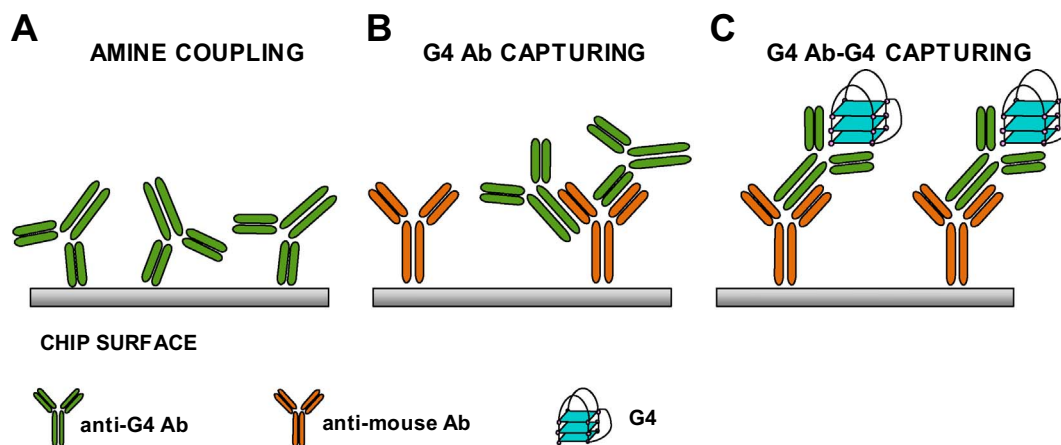 A
AMINE COUPLING
B
G4 Ab CAPTURING
C
G4 Ab-G4 CAPTURING
CHIP SURFACE
anti-G4 Ab
anti-mouse Ab
G4